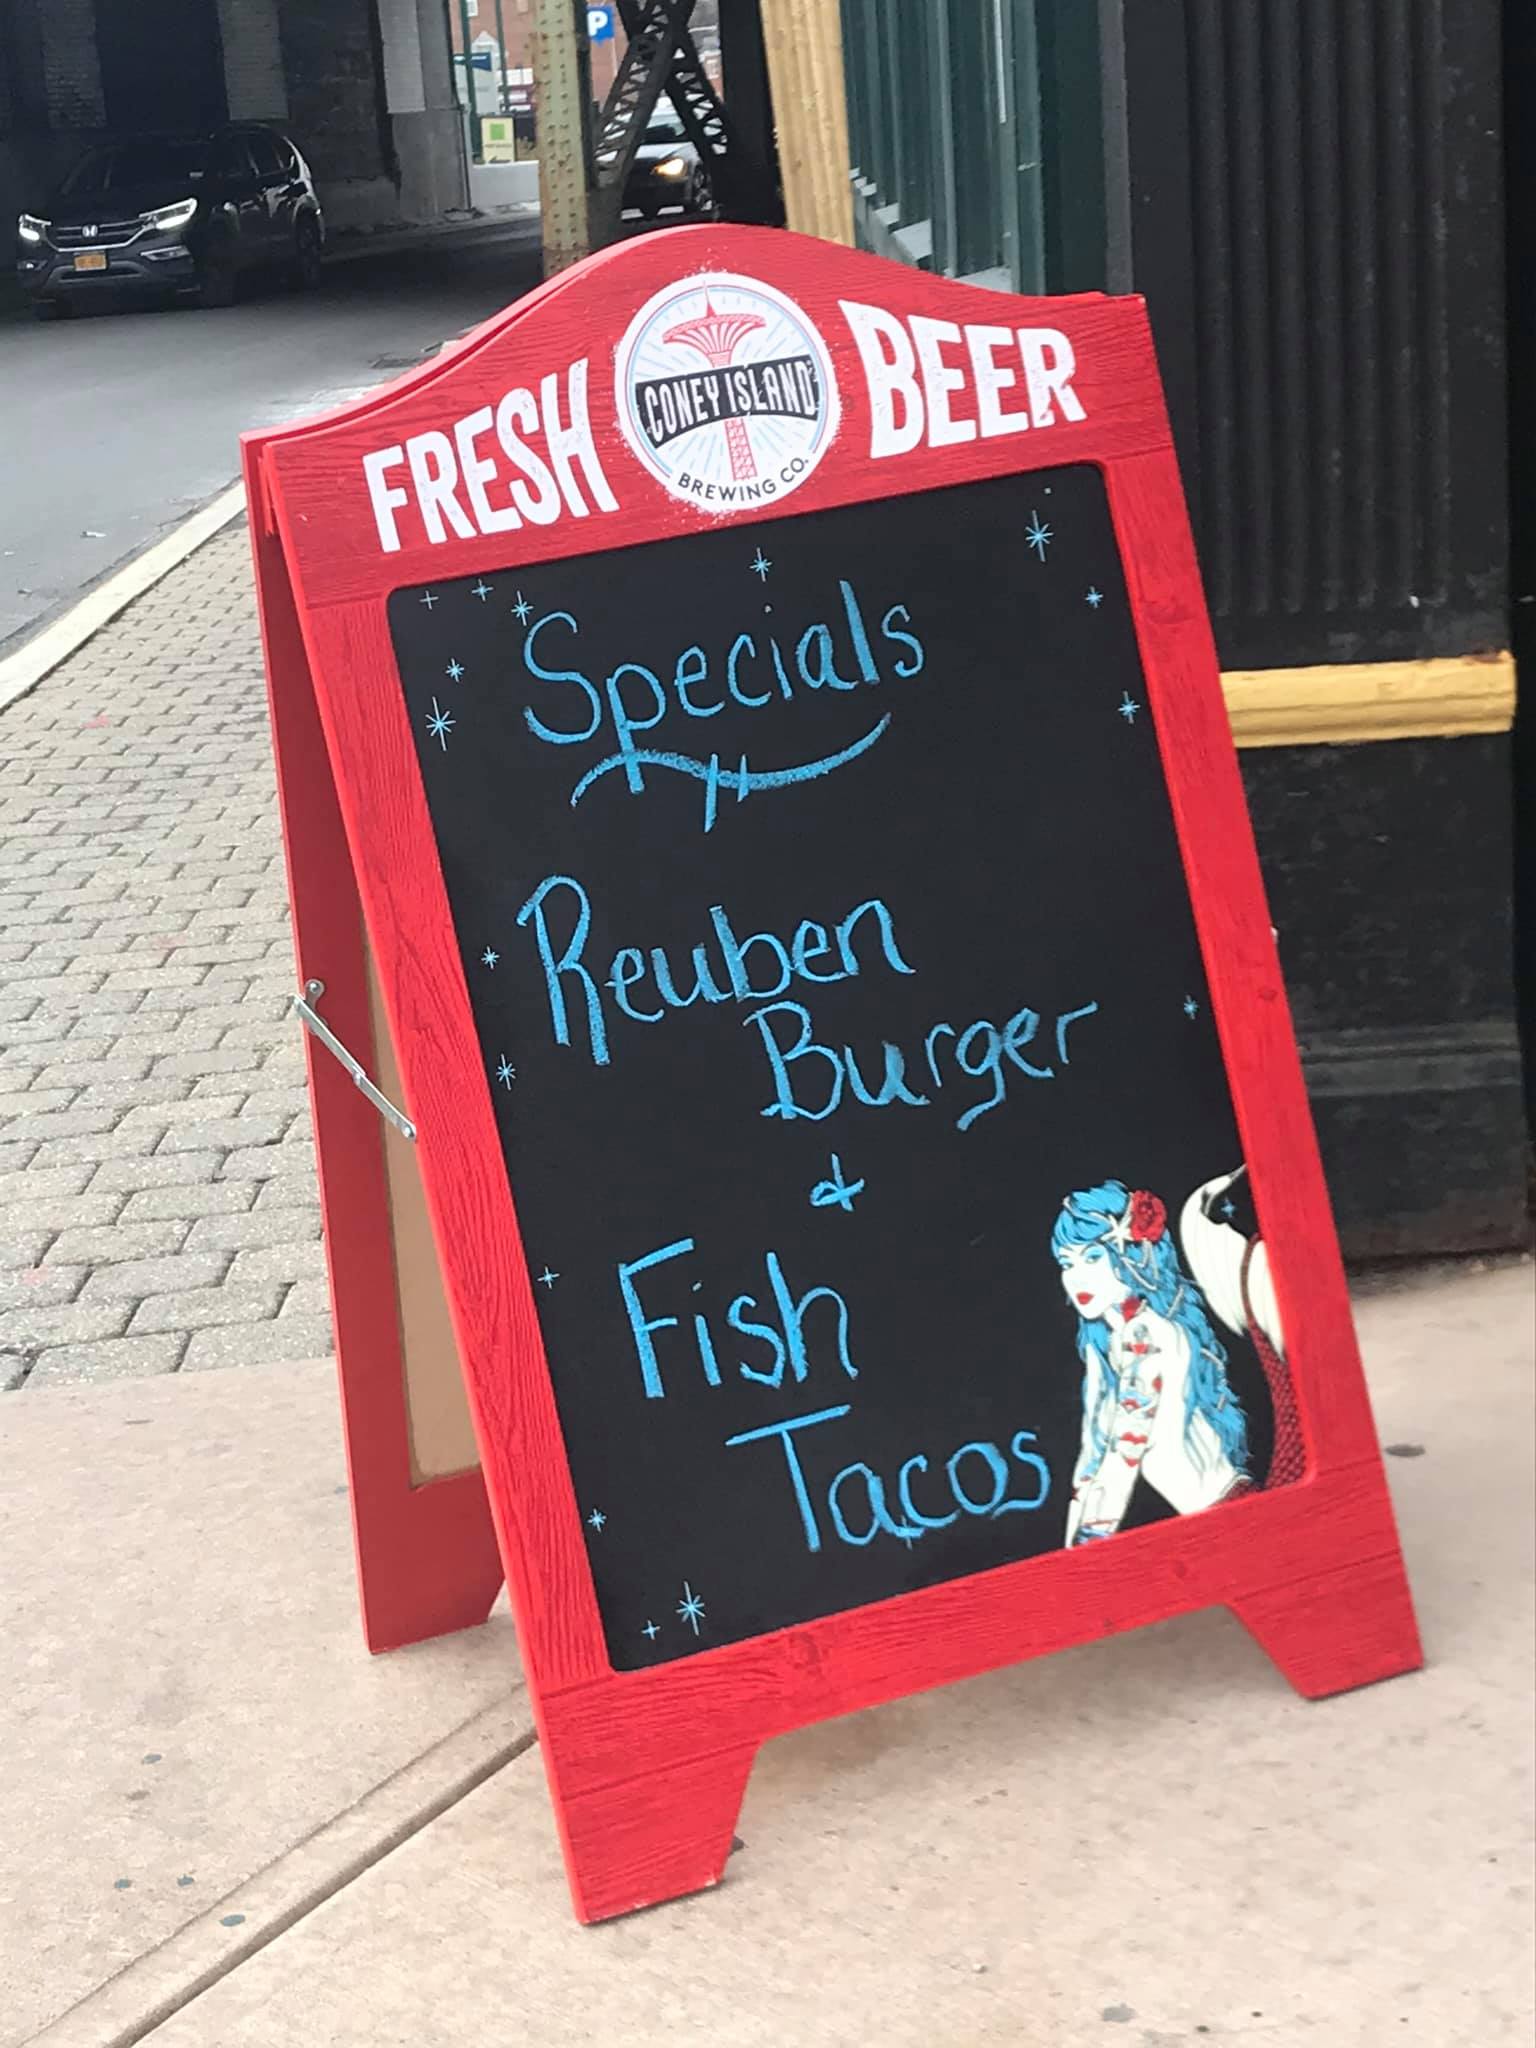 FRESH CONEY ISLAND BEER
BREWING CO.
Specials
Reuben
Burger
&
Fish
Tacos
P